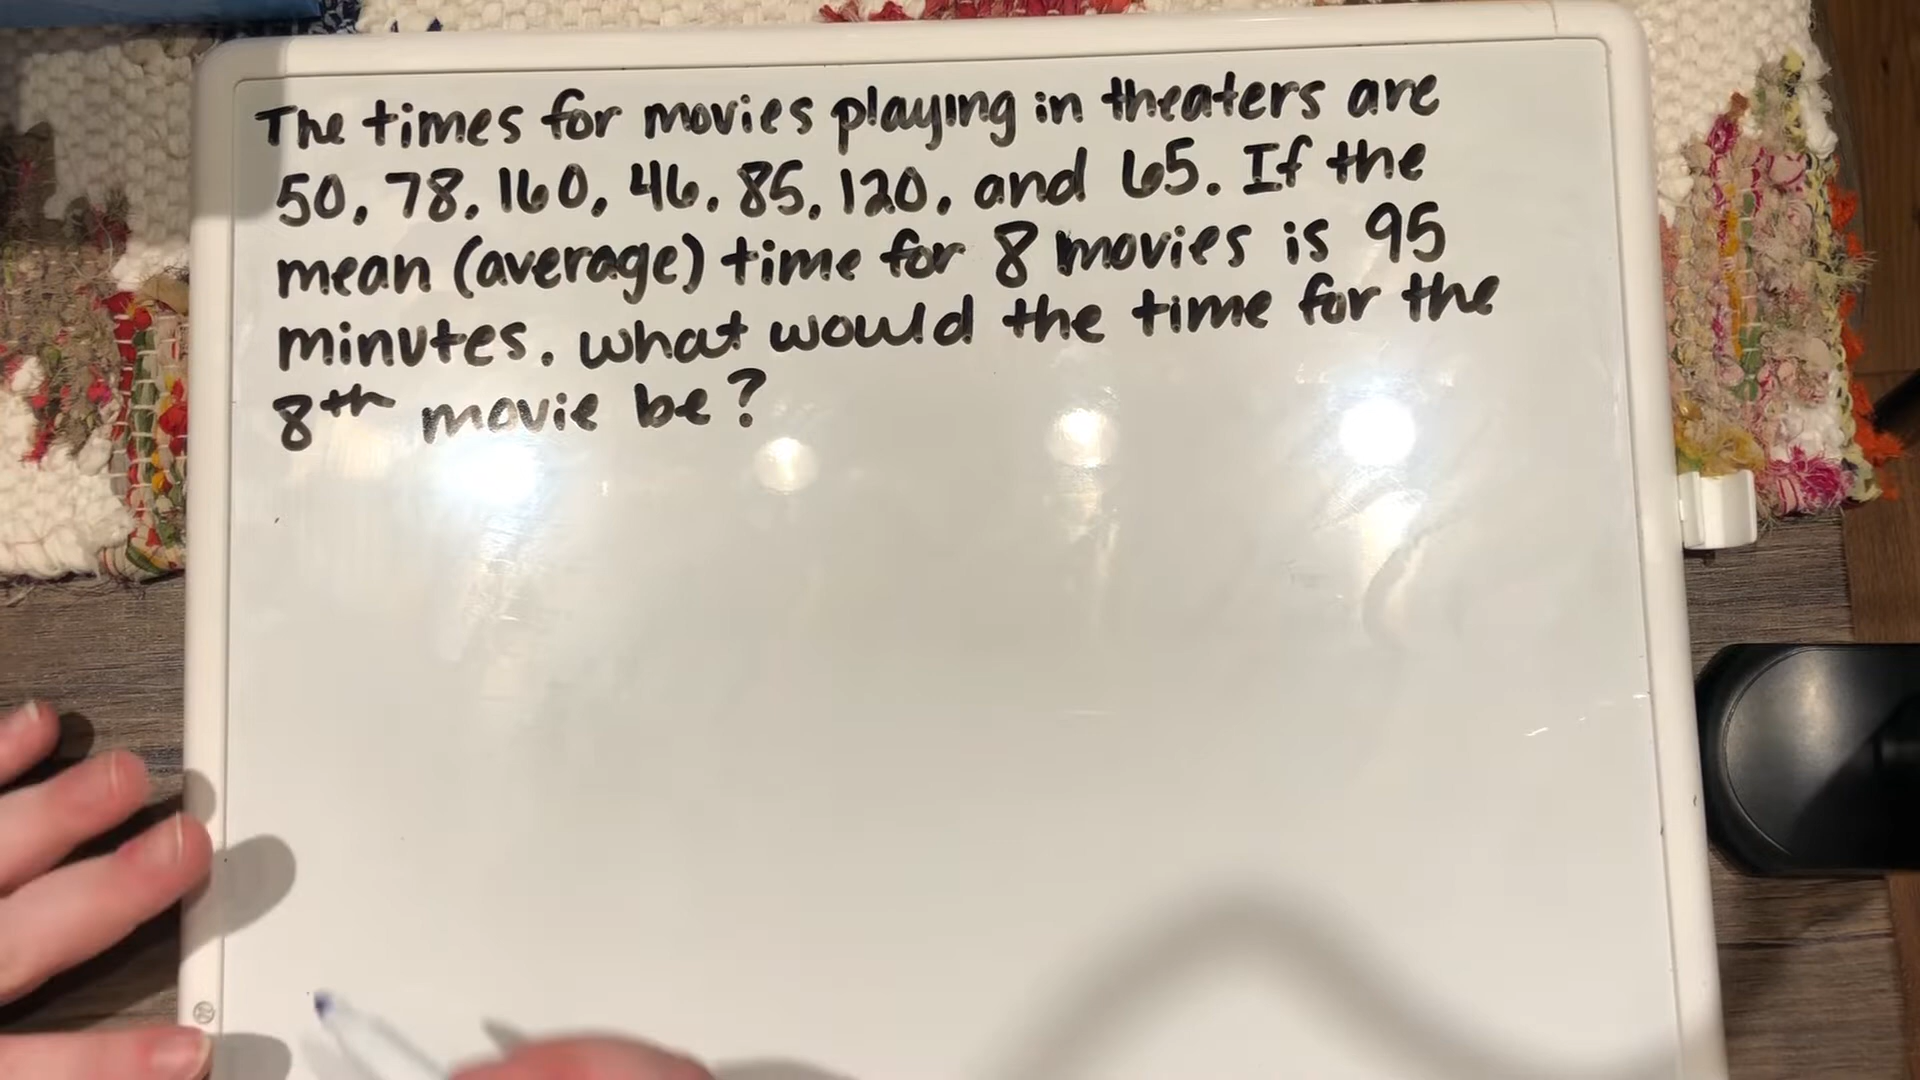 The times for movies playing in theaters are
50, 78, 160, 46, 85, 120, and 65. If the
mean (average) time for 8 movies is 95
minutes, what would the time for the
8th movie be?